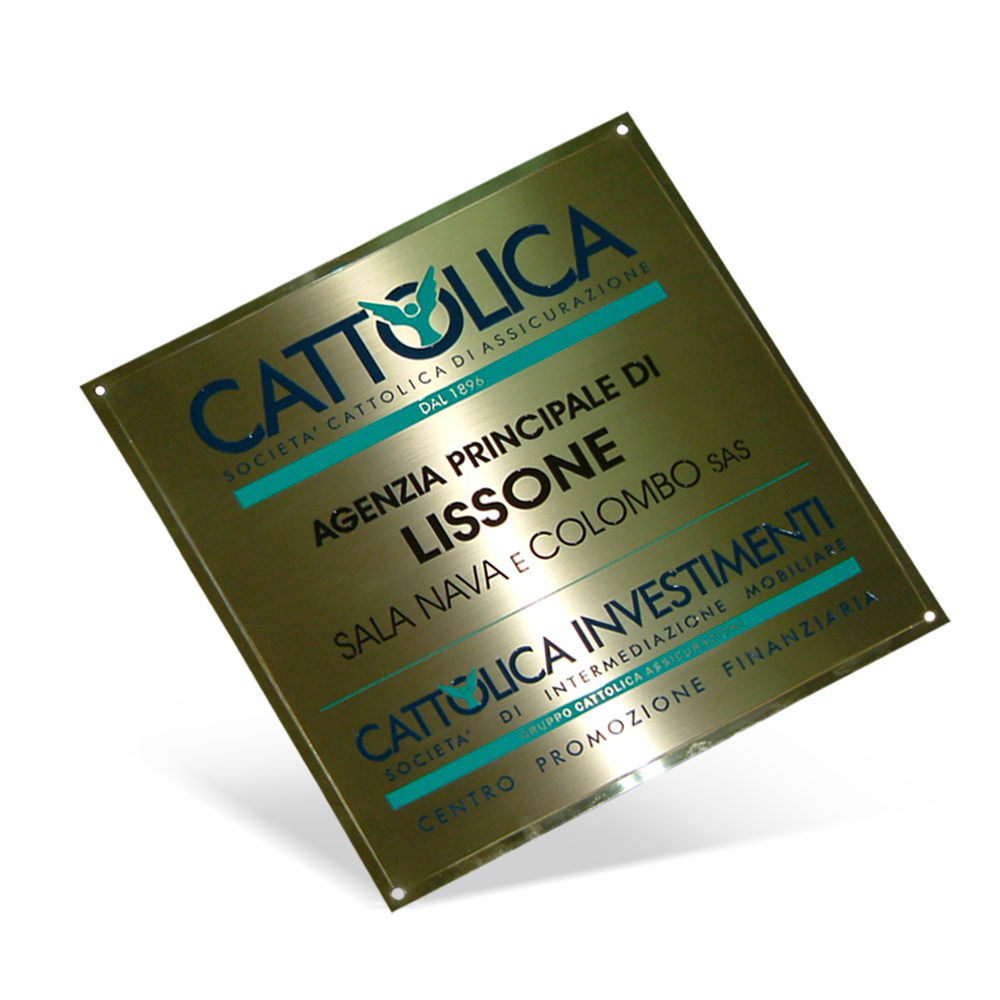 CATTOLICA
SOCIETA' CATTOLICA DI ASSICURAZIONE
DAL 1896
AGENZIA PRINCIPALE DI
LISSONE
SALA NAVA E COLOMBO SAS
CATTOLICA INVESTIMENTI
SOCIETA' DI INTERMEDIAZIONE MOBILIARE
GRUPPO CATTOLICA ASSICURAZIONI
CENTRO PROMOZIONE FINANZIARIA